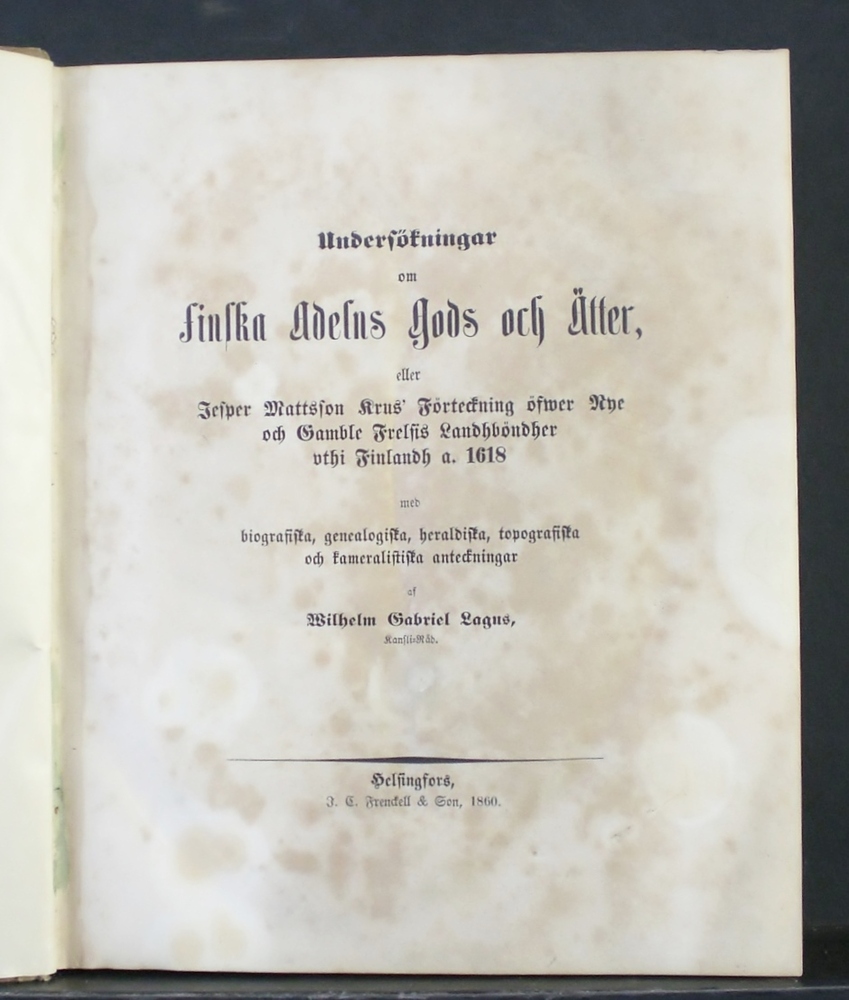 Undersökningar
om
finska Adelns Gods och Ätter,
eller
Jesper Mattsson Krus' Förteckning öfwer Nye
och Gamble Frelsis Landhböndher
vthi Finlandh a. 1618
med
biografiska, genealogiska, heraldiska, topografiska
och kameralistiska anteckningar
af
Wilhelm Gabriel Lagus,
Kansli-Råd.
Helsingfors,
J. C. Frenckell & Son, 1860.